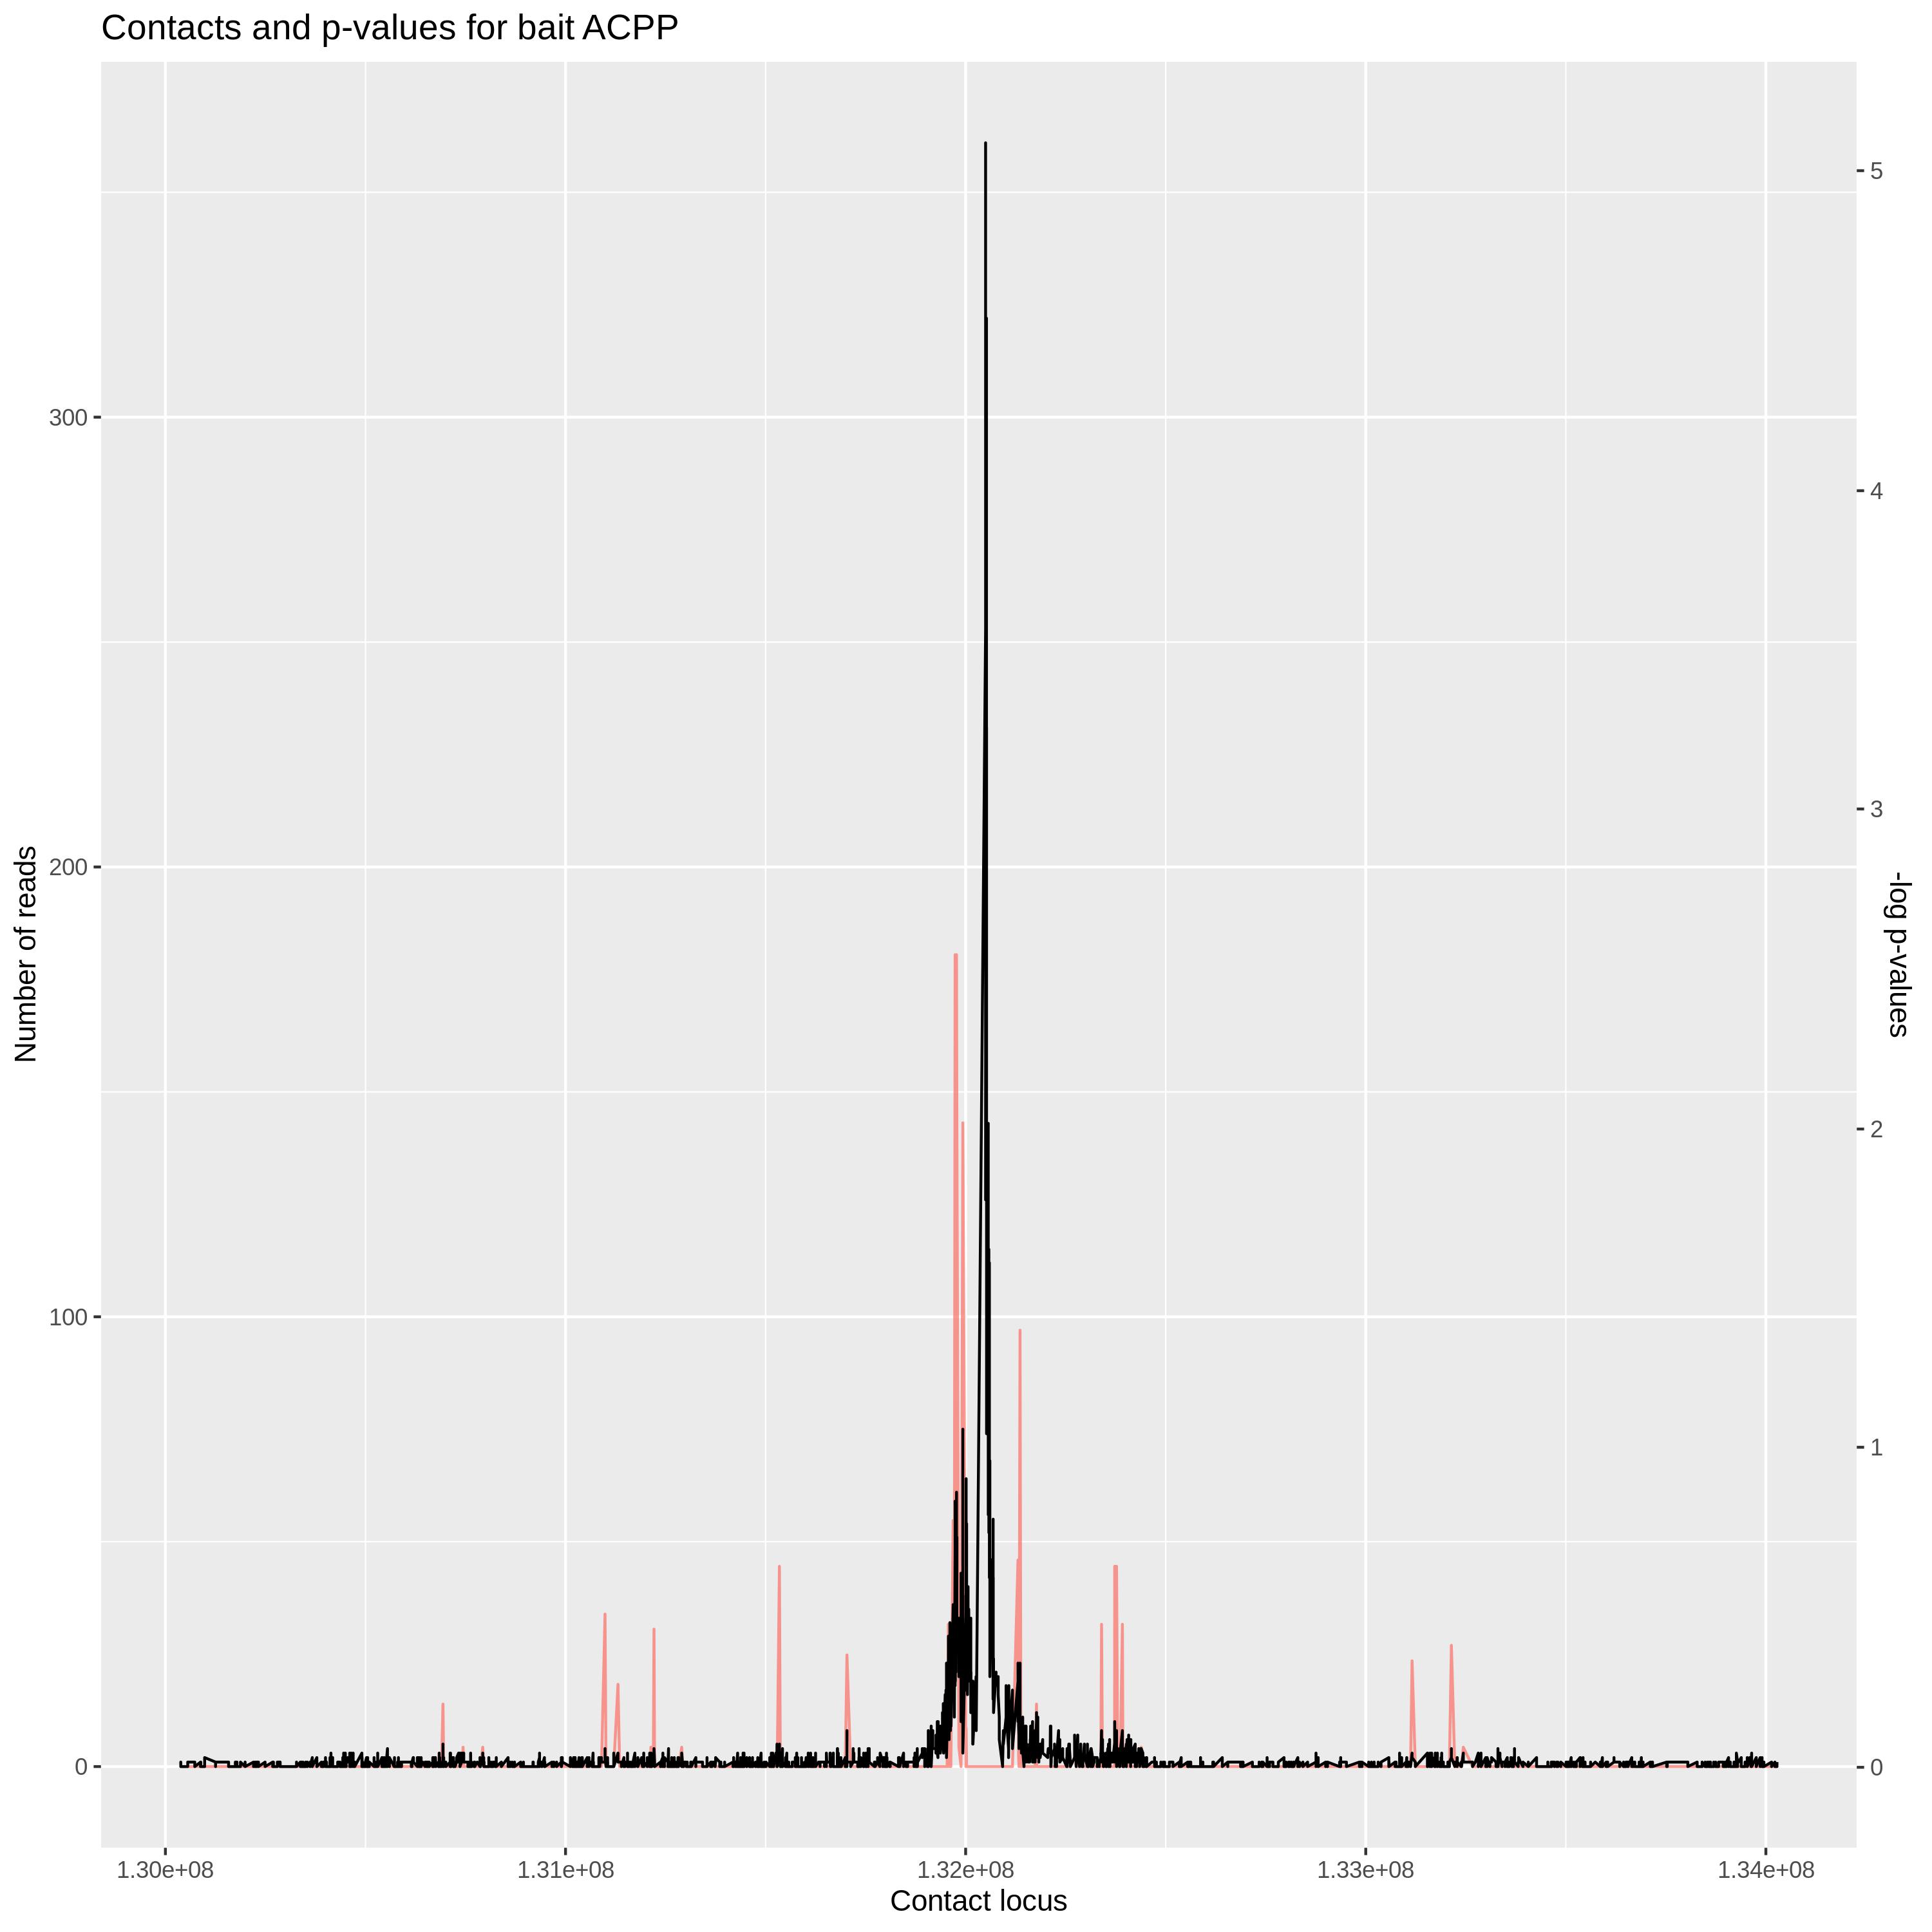 Contacts and p-values for bait ACPP
Number of reads
300
200
100
0
5
4
3
2
1
0
-log p-values
1.30e+08
1.31e+08
1.32e+08
1.33e+08
1.34e+08
Contact locus